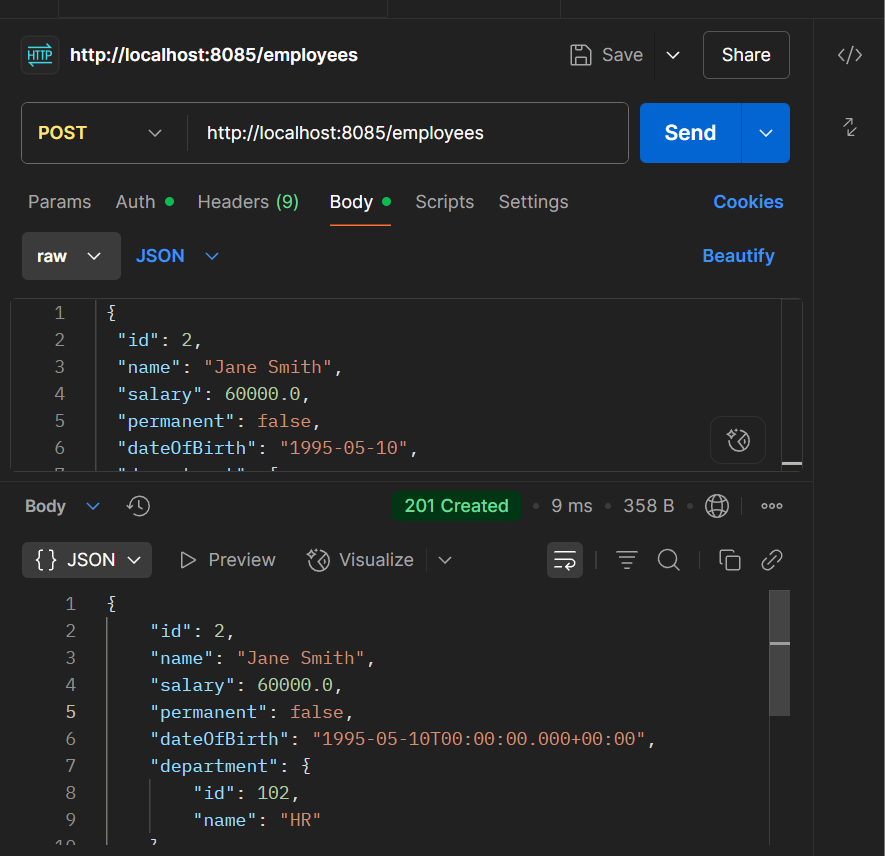 HTTP http://localhost:8085/employees Save Share
POST http://localhost:8085/employees Send
Params Auth Headers (9) Body Scripts Settings Cookies
raw JSON Beautify
1 {
2 "id": 2,
3 "name": "Jane Smith",
4 "salary": 60000.0,
5 "permanent": false,
6 "dateOfBirth": "1995-05-10",
Body 201 Created 9 ms 358 B
{} JSON Preview Visualize
1 {
2 "id": 2,
3 "name": "Jane Smith",
4 "salary": 60000.0,
5 "permanent": false,
6 "dateOfBirth": "1995-05-10T00:00:00.000+00:00",
7 "department": {
8 "id": 102,
9 "name": "HR"
10 }